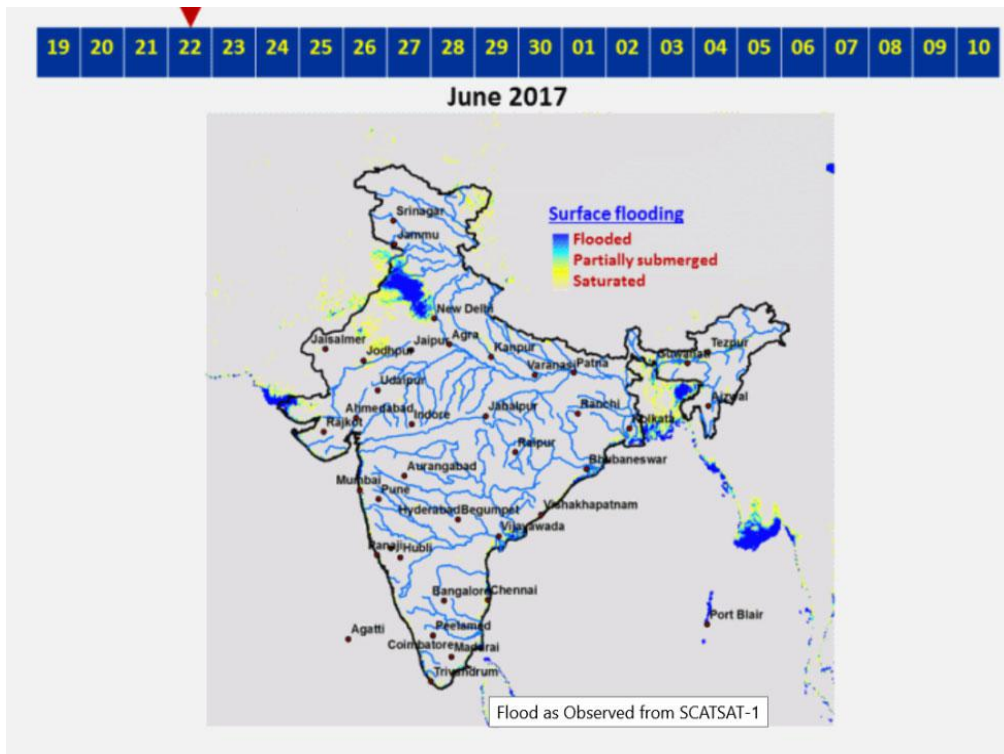 19 20 21 22 23 24 25 26 27 28 29 30 01 02 03 04 05 06 07 08 09 10
June 2017
Srinagar
Surface flooding
Flooded
Jammu
Partially submerged
Saturated
New Delhi
Jaisalmer
Jaipur
Agra
Kanpur
Tezpur
Jodhpur
Guwahati
Varanasi
Patna
Udaipur
Aizwal
Ahmedabad
Jabalpur
Ranchi
Rajkot
Indore
Kolkata
Raipur
Bhubaneswar
Aurangabad
Mumbai
Pune
Vishakhapatnam
Hyderabad Begumpet
Vijayawada
Panaji
Hubli
Bangalore
Chennai
Port Blair
Agatti
Peelamed
Coimbatore
Madurai
Trivandrum
Flood as Observed from SCATSAT-1